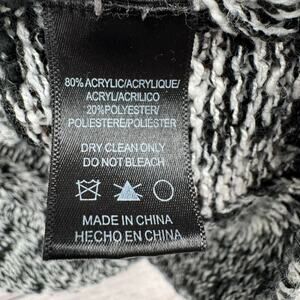 80% ACRYLIC/ACRYLIQUE/
ACRYL/ACRILICO
20%POLYESTER/
POLIESTERE/POLIÉSTER
DRY CLEAN ONLY
DO NOT BLEACH
MADE IN CHINA
HECHO EN CHINA